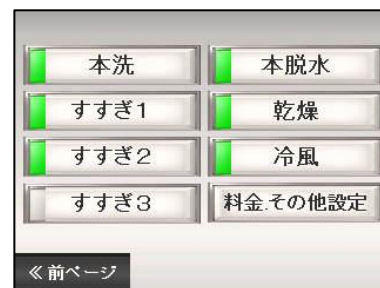 本洗
本脱水
すすぎ1
乾燥
すすぎ2
冷風
すすぎ3
料金.その他設定
≪前ページ